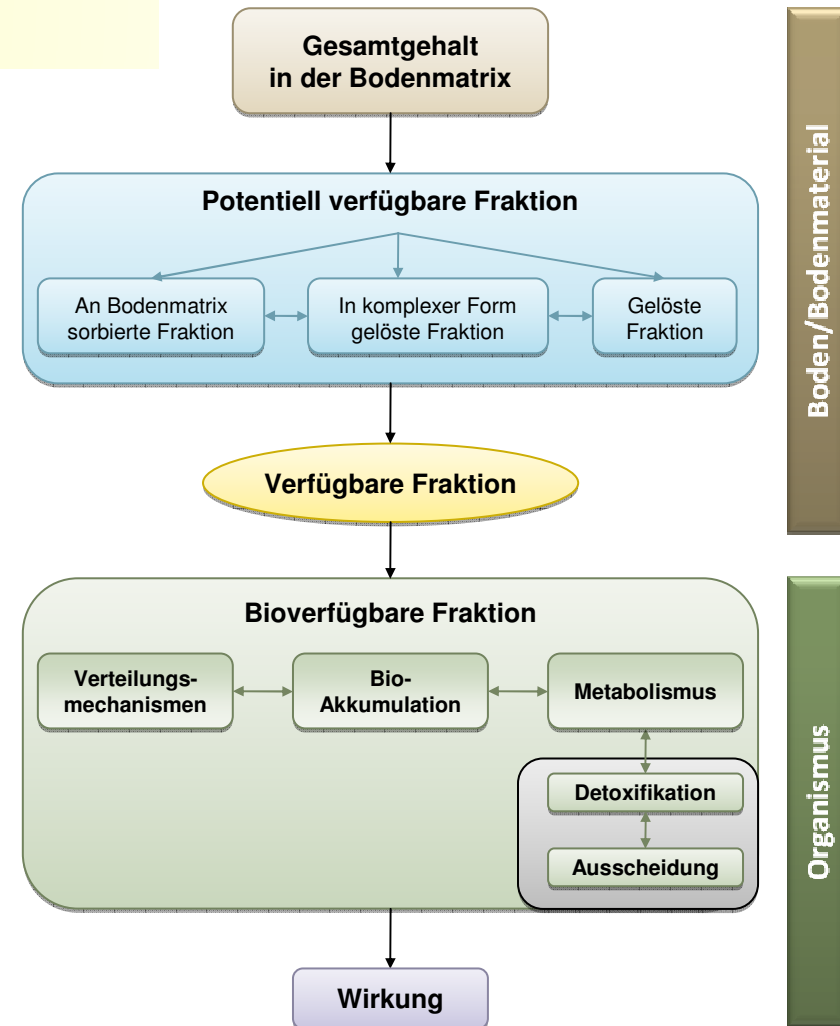 Gesamtgehalt
in der Bodenmatrix
Potentiell verfügbare Fraktion
An Bodenmatrix
sorbierte Fraktion
In komplexer Form
gelöste Fraktion
Gelöste
Fraktion
Verfügbare Fraktion
Boden/Bodenmaterial
Bioverfügbare Fraktion
Verteilungs-
mechanismen
Bio-
Akkumulation
Metabolismus
Detoxifikation
Ausscheidung
Organismus
Wirkung